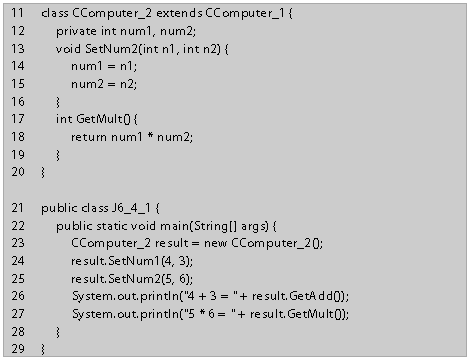 11 class CComputer_2 extends CComputer_1 {
12 private int num1, num2;
13 void SetNum2(int n1, int n2) {
14 num1 = n1;
15 num2 = n2;
16 }
17 int GetMult() {
18 return num1 * num2;
19 }
20 }
21 public class J6_4_1 {
22 public static void main(String[] args) {
23 CComputer_2 result = new CComputer_2();
24 result.SetNum1(4, 3);
25 result.SetNum2(5, 6);
26 System.out.println("4 + 3 = "+ result.GetAdd());
27 System.out.println("5 * 6 = "+ result.GetMult());
28 }
29 }